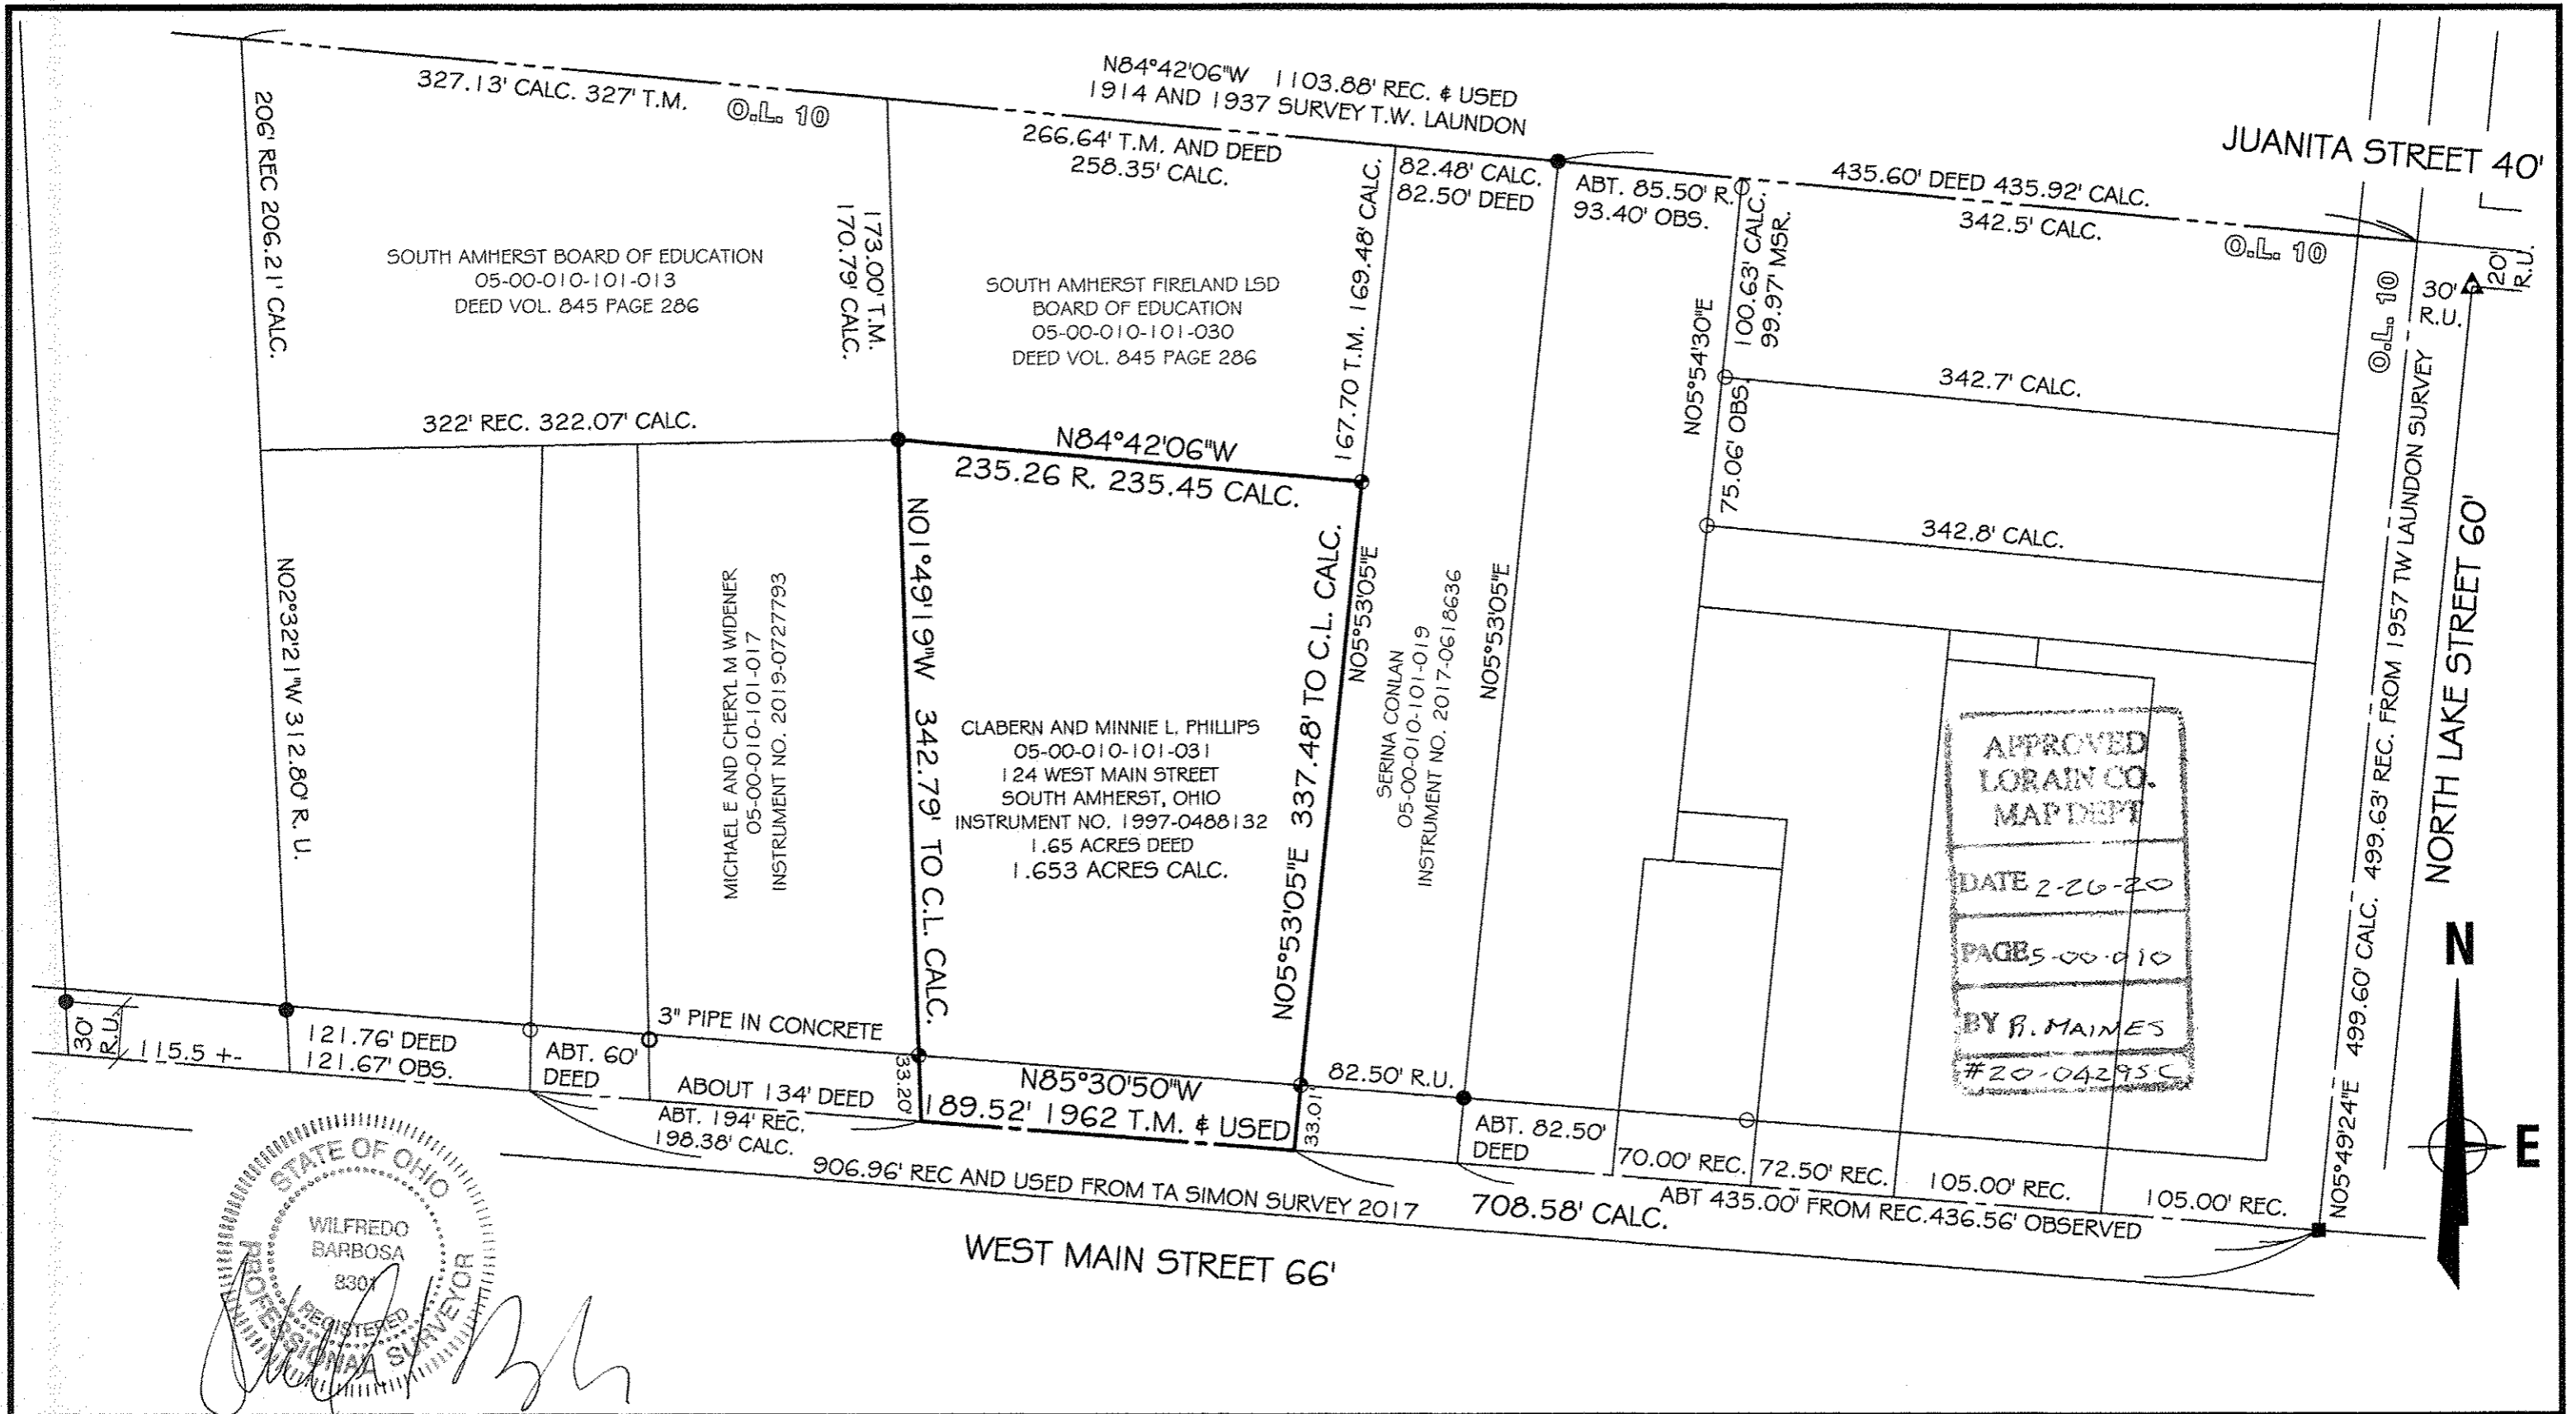 N84°42'06"W 1103.88' REC. & USED
1914 AND 1937 SURVEY T.W. LAUNDON
JUANITA STREET 40'
327.13' CALC. 327' T.M.
O.L. 10
266.64' T.M. AND DEED
258.35' CALC.
82.48' CALC.
82.50' DEED
ABT. 85.50' R.
93.40' OBS.
435.60' DEED 435.92' CALC.
342.5' CALC.
O.L. 10
O.L. 10
30'
R.U.
20'
R.U.
206' REC 206.21' CALC.
173.00' T.M.
170.79' CALC.
167.70 T.M. 169.48' CALC.
100.63' CALC.
99.97' MSR.
N05°54'30"E
75.06' OBS.
SOUTH AMHERST BOARD OF EDUCATION
05-00-010-101-013
DEED VOL. 845 PAGE 286
SOUTH AMHERST FIRELAND LSD
BOARD OF EDUCATION
05-00-010-101-030
DEED VOL. 845 PAGE 286
322' REC. 322.07' CALC.
N84°42'06"W
235.26 R. 235.45 CALC.
342.7' CALC.
342.8' CALC.
N02°32'21"W 312.80' R. U.
MICHAEL E AND CHERYL M WIDENER
05-00-010-101-017
INSTRUMENT NO. 2019-0727793
N01°49'19"W 342.79' TO C.L. CALC.
CLABERN AND MINNIE L. PHILLIPS
05-00-010-101-031
124 WEST MAIN STREET
SOUTH AMHERST, OHIO
INSTRUMENT NO. 1997-0488132
1.65 ACRES DEED
1.653 ACRES CALC.
N05°53'05"E 337.48' TO C.L. CALC.
N05°53'05"E
SERINA CONLAN
05-00-010-101-019
INSTRUMENT NO. 2017-0618636
N05°53'05"E
APPROVED
LORAIN CO.
MAP DEPT
DATE 2-26-20
PAGE 5-00-010
BY R. MAINES
#20-0429SC
N05°49'24"E 499.60' CALC. 499.63' REC. FROM 1957 TW LAUNDON SURVEY
NORTH LAKE STREET 60'
N
E
30'
R.U.
115.5 +-
121.76' DEED
121.67' OBS.
ABT. 60'
DEED
3" PIPE IN CONCRETE
ABOUT 134' DEED
ABT. 194' REC.
198.38' CALC.
33.20'
N85°30'50"W
189.52' 1962 T.M. & USED
33.01'
82.50' R.U.
ABT. 82.50'
DEED
70.00' REC.
72.50' REC.
105.00' REC.
105.00' REC.
906.96' REC AND USED FROM TA SIMON SURVEY 2017
708.58' CALC.
ABT 435.00' FROM REC.436.56' OBSERVED
WEST MAIN STREET 66'
STATE OF OHIO
WILFREDO
BARBOSA
8301
REGISTERED
PROFESSIONAL SURVEYOR